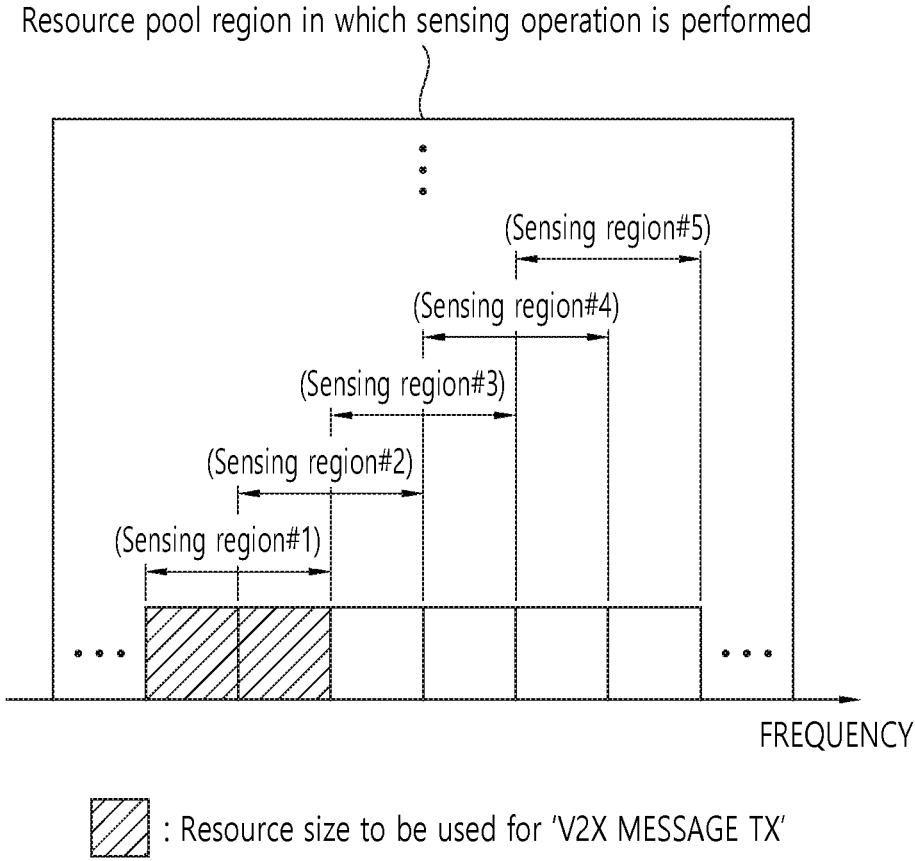 Resource pool region in which sensing operation is performed
(Sensing region#5)
(Sensing region#4)
(Sensing region#3)
(Sensing region#2)
(Sensing region#1)
FREQUENCY
: Resource size to be used for 'V2X MESSAGE TX'